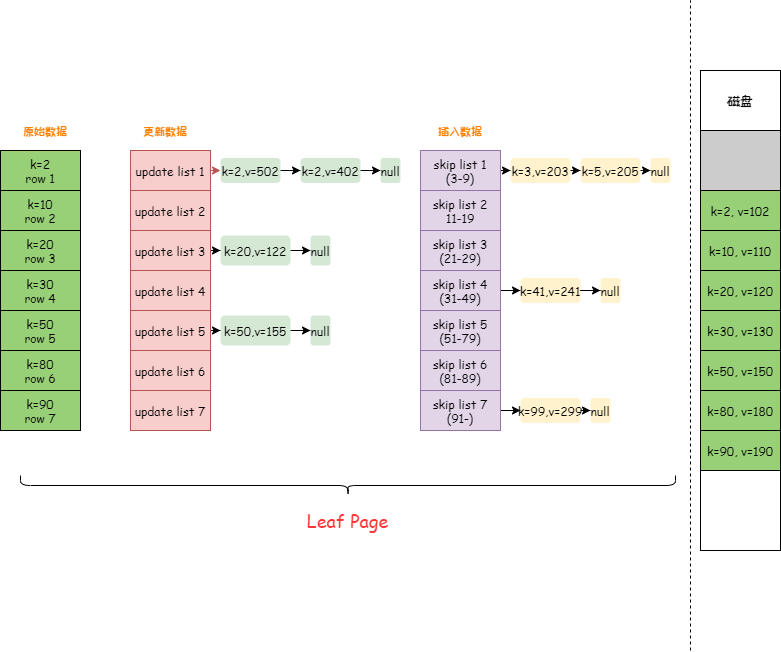 磁盘
原始数据
更新数据
插入数据
k=2
row 1
update list 1
k=2,v=502
k=2,v=402
null
skip list 1
(3-9)
k=3,v=203
k=5,v=205
null
k=10
row 2
update list 2
skip list 2
11-19
k=2, v=102
k=20
row 3
update list 3
k=20,v=122
null
skip list 3
(21-29)
k=10, v=110
k=30
row 4
update list 4
skip list 4
(31-49)
k=41,v=241
null
k=20, v=120
k=50
row 5
update list 5
k=50,v=155
null
skip list 5
(51-79)
k=30, v=130
k=80
row 6
update list 6
skip list 6
(81-89)
k=50, v=150
k=90
row 7
update list 7
skip list 7
(91-)
k=99,v=299
null
k=80, v=180
k=90, v=190
Leaf Page